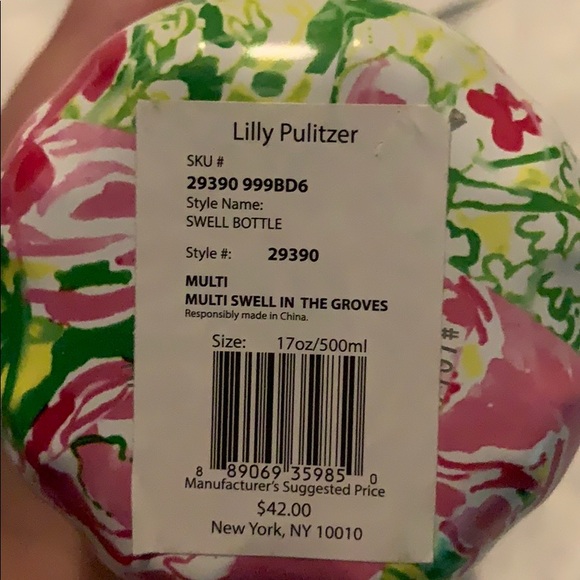 Lilly Pulitzer
SKU #
29390 999BD6
Style Name:
SWELL BOTTLE
Style #: 29390
MULTI
MULTI SWELL IN THE GROVES
Responsibly made in China.
Size: 17oz/500ml
8 89069 35985 0
Manufacturer's Suggested Price
$42.00
New York, NY 10010